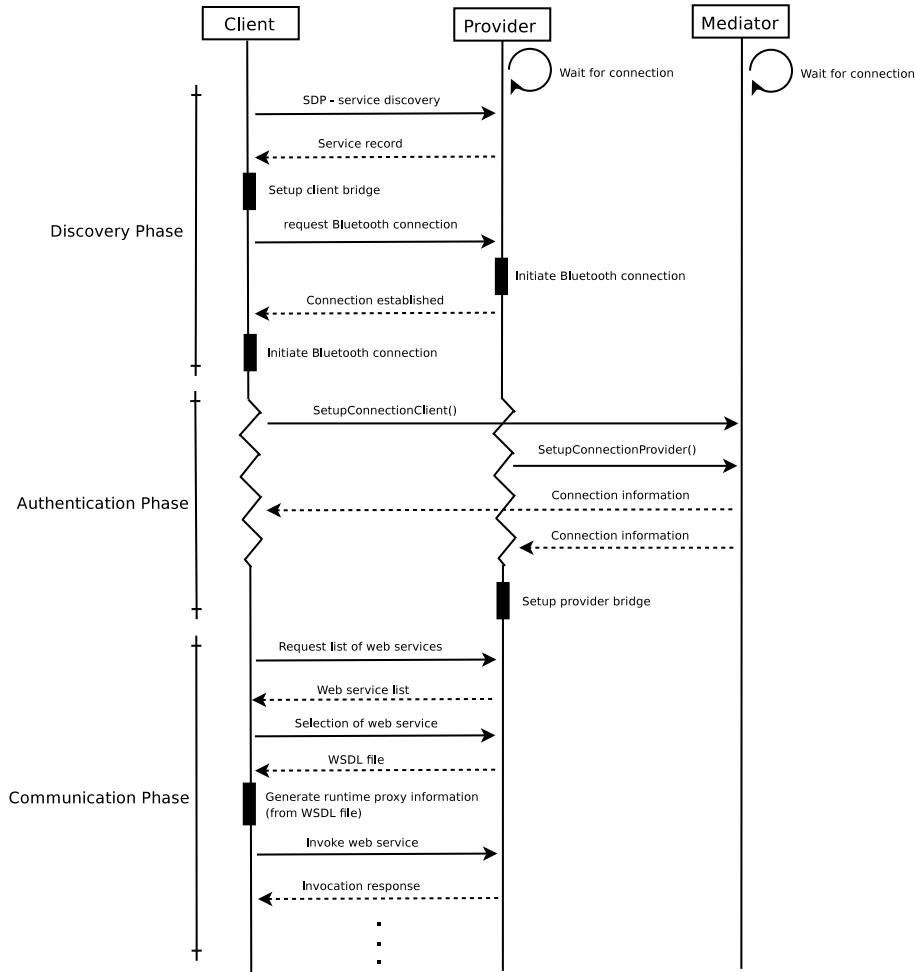 Client
Provider
Mediator
Wait for connection
Wait for connection
SDP - service discovery
Service record
Setup client bridge
request Bluetooth connection
Discovery Phase
Initiate Bluetooth connection
Connection established
Initiate Bluetooth connection
SetupConnectionClient()
SetupConnectionProvider()
Connection information
Authentication Phase
Connection information
Setup provider bridge
Request list of web services
Web service list
Selection of web service
WSDL file
Communication Phase
Generate runtime proxy information
(from WSDL file)
Invoke web service
Invocation response